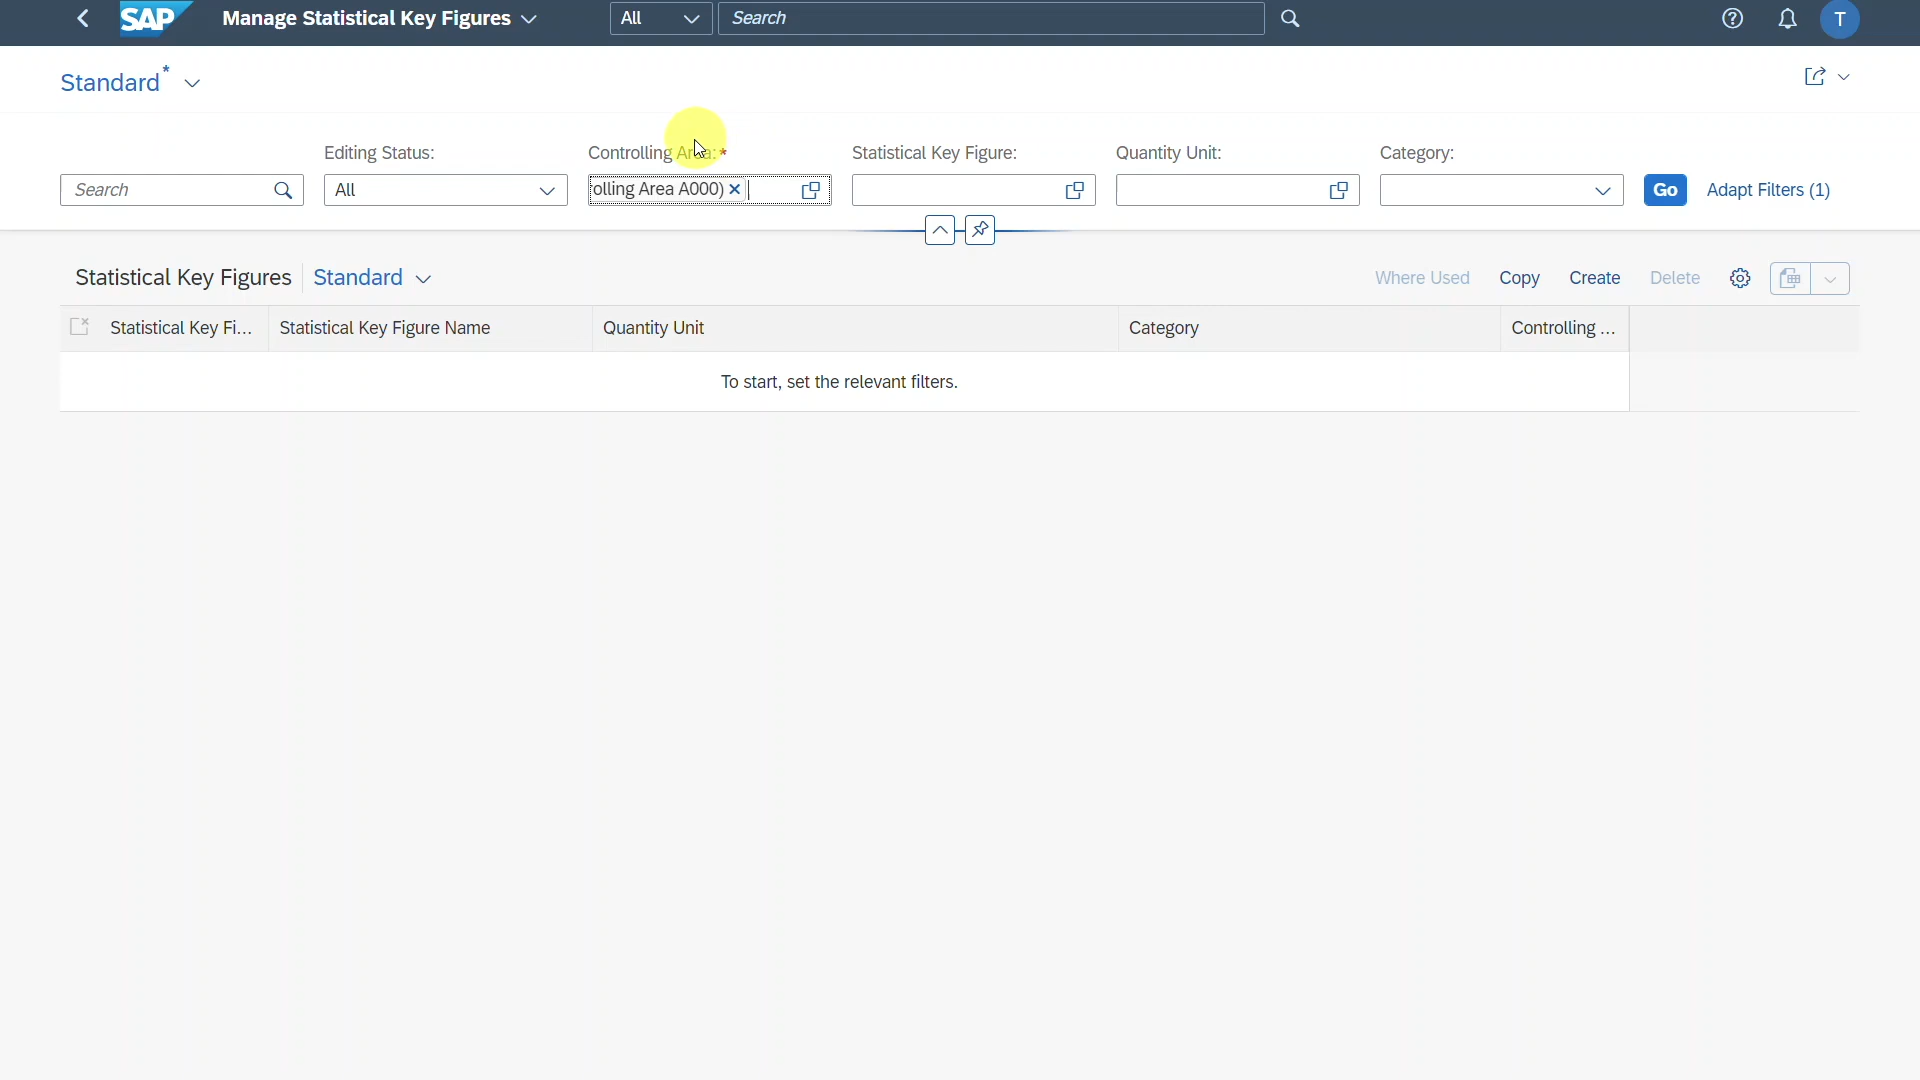 SAP Manage Statistical Key Figures All Search T
Standard*
Editing Status: Controlling Area:* Statistical Key Figure: Quantity Unit: Category:
Search All olling Area A000) Go Adapt Filters (1)
Statistical Key Figures Standard Where Used Copy Create Delete
Statistical Key Fi... Statistical Key Figure Name Quantity Unit Category Controlling ...
To start, set the relevant filters.